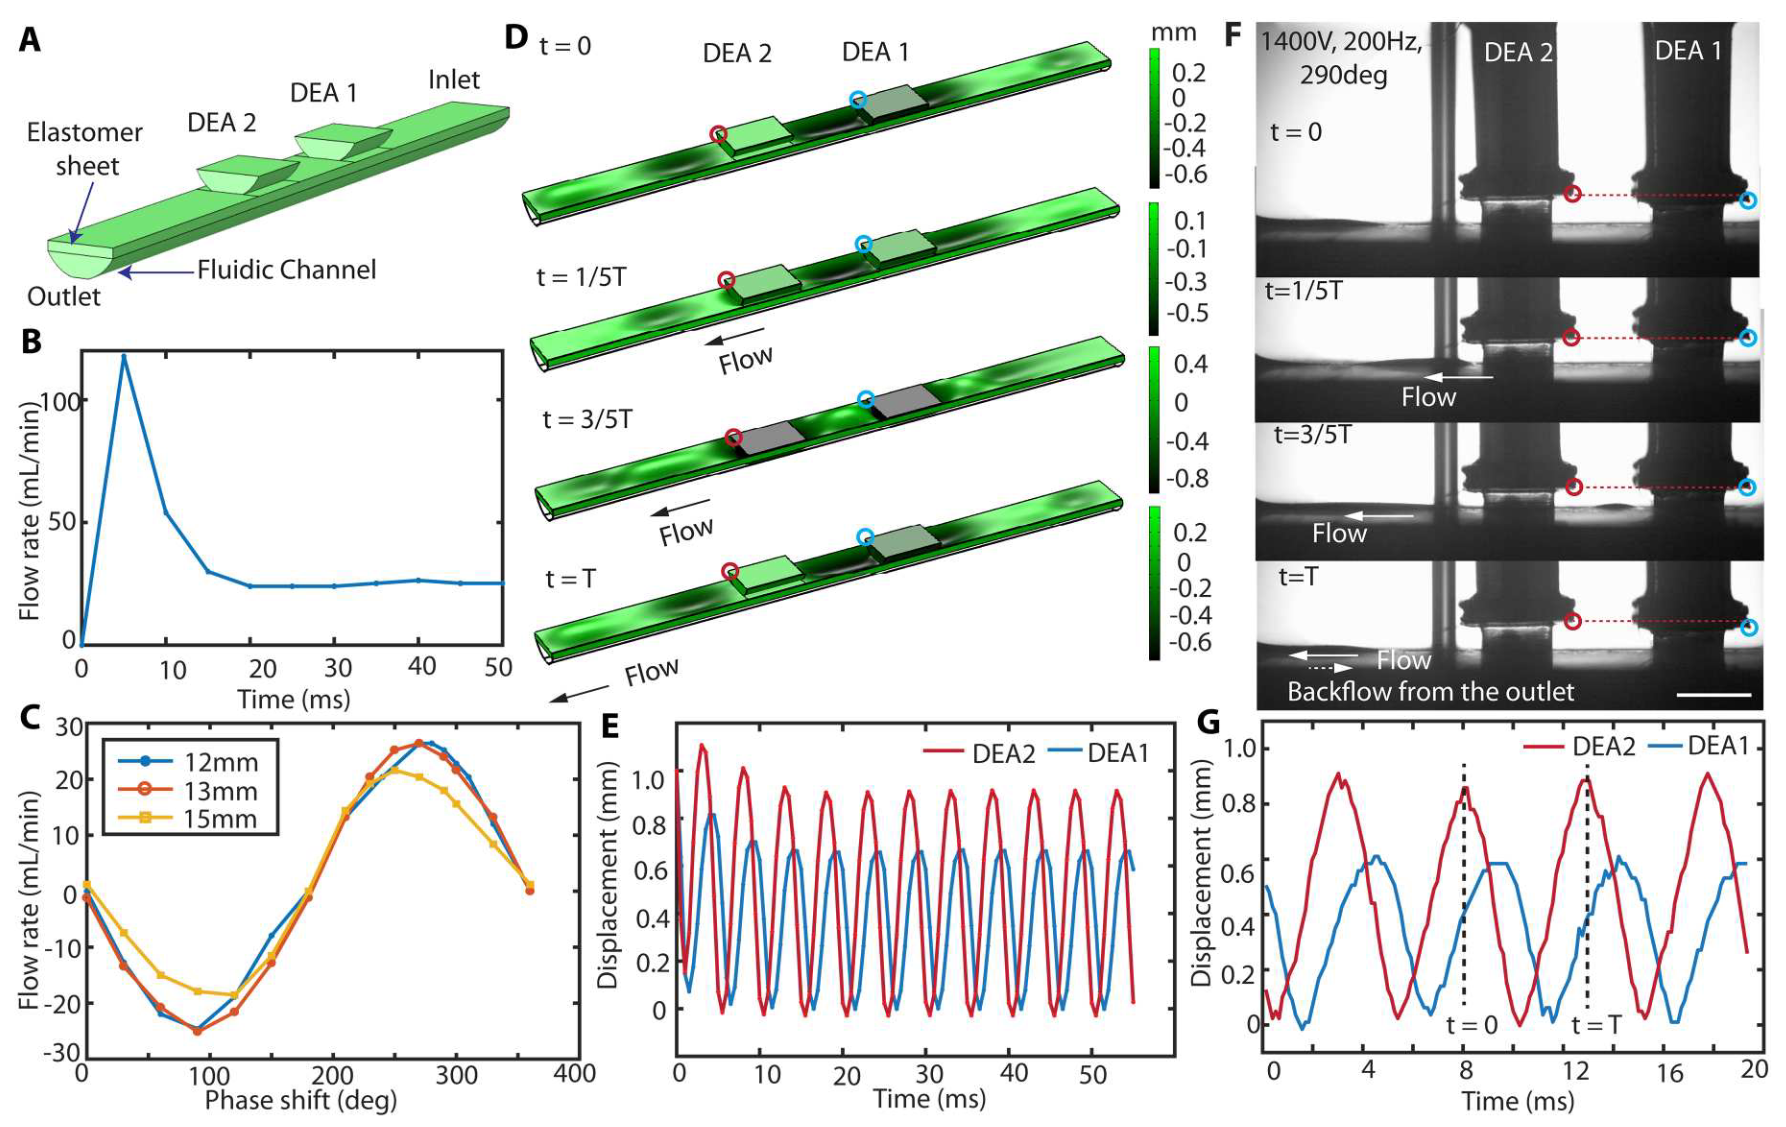 A
DEA 1
Inlet
DEA 2
Elastomer
sheet
Fluidic Channel
Outlet
B
Flow rate (mL/min)
100
50
0
0 10 20 30 40 50
Time (ms)
C
Flow rate (mL/min)
30
20
10
0
-10
-20
-30
12mm
13mm
15mm
0 100 200 300 400
Phase shift (deg)
D
t = 0
DEA 2
DEA 1
mm
0.2
0
-0.2
-0.4
-0.6
t = 1/5T
Flow
0.1
-0.1
-0.3
-0.5
t = 3/5T
Flow
0.4
0
-0.4
-0.8
t = T
Flow
0.2
0
-0.2
-0.4
-0.6
E
DEA2 DEA1
Displacement (mm)
1.0
0.8
0.6
0.4
0.2
0
0 10 20 30 40 50
Time (ms)
F
1400V, 200Hz,
290deg
DEA 2
DEA 1
t = 0
t=1/5T
Flow
t=3/5T
Flow
t=T
Flow
Backflow from the outlet
G
DEA2 DEA1
Displacement (mm)
1.0
0.8
0.6
0.4
0.2
0
t = 0
t = T
0 4 8 12 16 20
Time (ms)